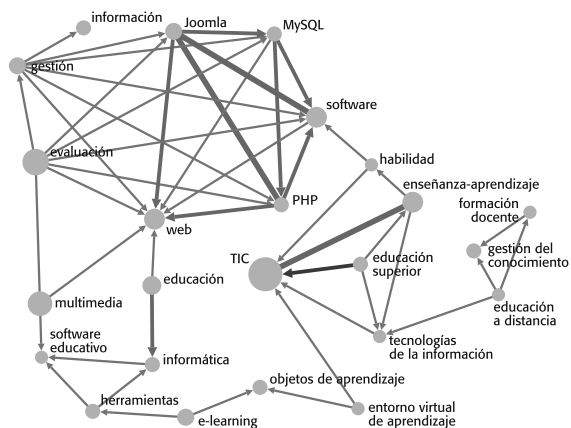 información
Joomla
MySQL
gestión
software
evaluación
habilidad
enseñanza-aprendizaje
PHP
formación
docente
web
TIC
gestión del
conocimiento
educación
superior
educación
multimedia
educación
a distancia
software
educativo
tecnologías
de la información
informática
objetos de aprendizaje
herramientas
entorno virtual
de aprendizaje
e-learning